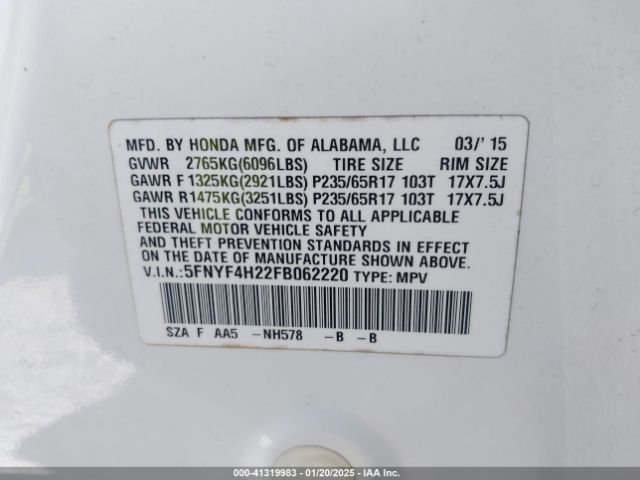 MFD. BY HONDA MFG. OF ALABAMA, LLC 03/' 15
GVWR 2765KG(6096LBS) TIRE SIZE RIM SIZE
GAWR F 1325KG(2921LBS) P235/65R17 103T 17X7.5J
GAWR R1475KG(3251LBS) P235/65R17 103T 17X7.5J
THIS VEHICLE CONFORMS TO ALL APPLICABLE
FEDERAL MOTOR VEHICLE SAFETY
AND THEFT PREVENTION STANDARDS IN EFFECT
ON THE DATE OF MANUFACTURE SHOWN ABOVE.
V.I.N.:5FNYF4H22FB062220 TYPE: MPV
SZA F AA5 -NH578 -B -B
000-41319983 / 01/20/2025 / IAA Inc.